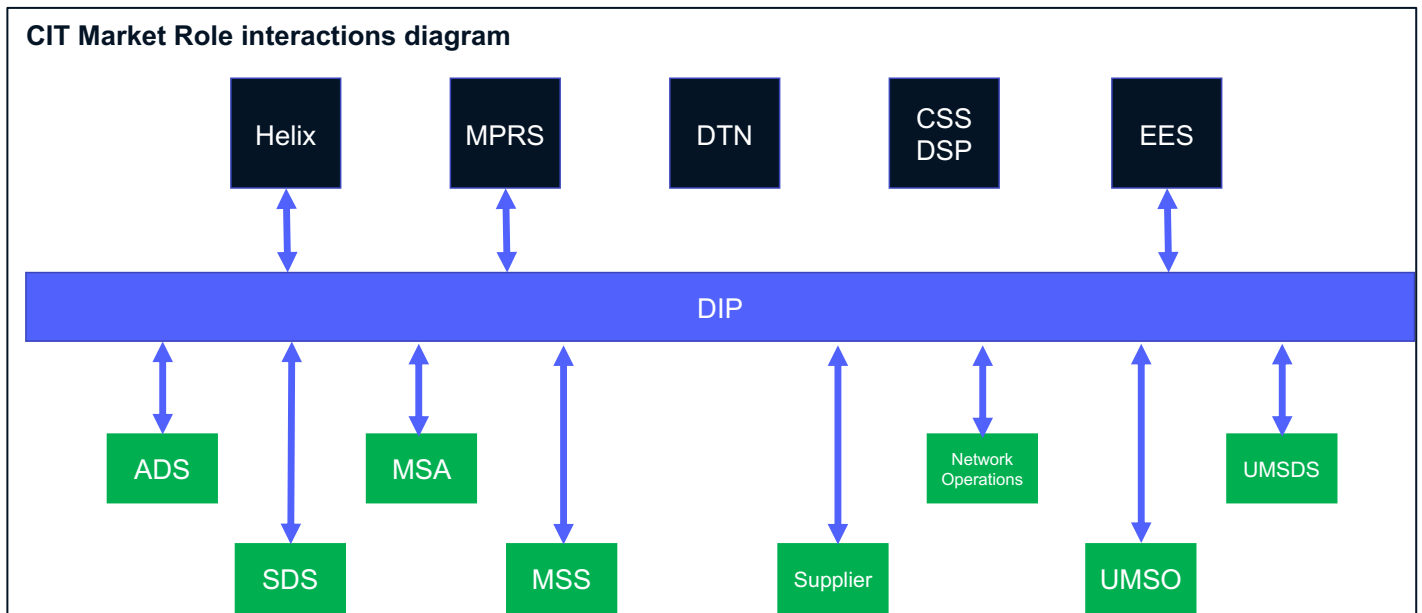 CIT Market Role interactions diagram
Helix
MPRS
DTN
CSS
DSP
EES
DIP
ADS
MSA
Network
Operations
UMSDS
SDS
MSS
Supplier
UMSO